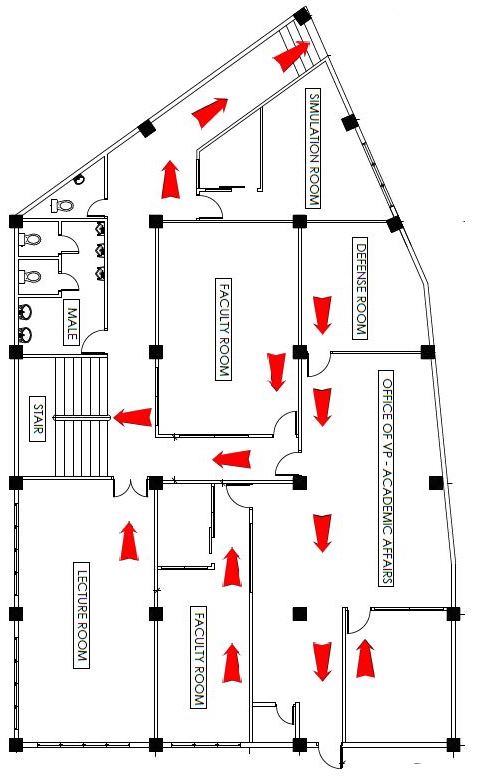 SIMULATION ROOM
DEFENSE ROOM
FACULTY ROOM
MALE
STAIR
OFFICE OF VP - ACADEMIC AFFAIRS
LECTURE ROOM
FACULTY ROOM